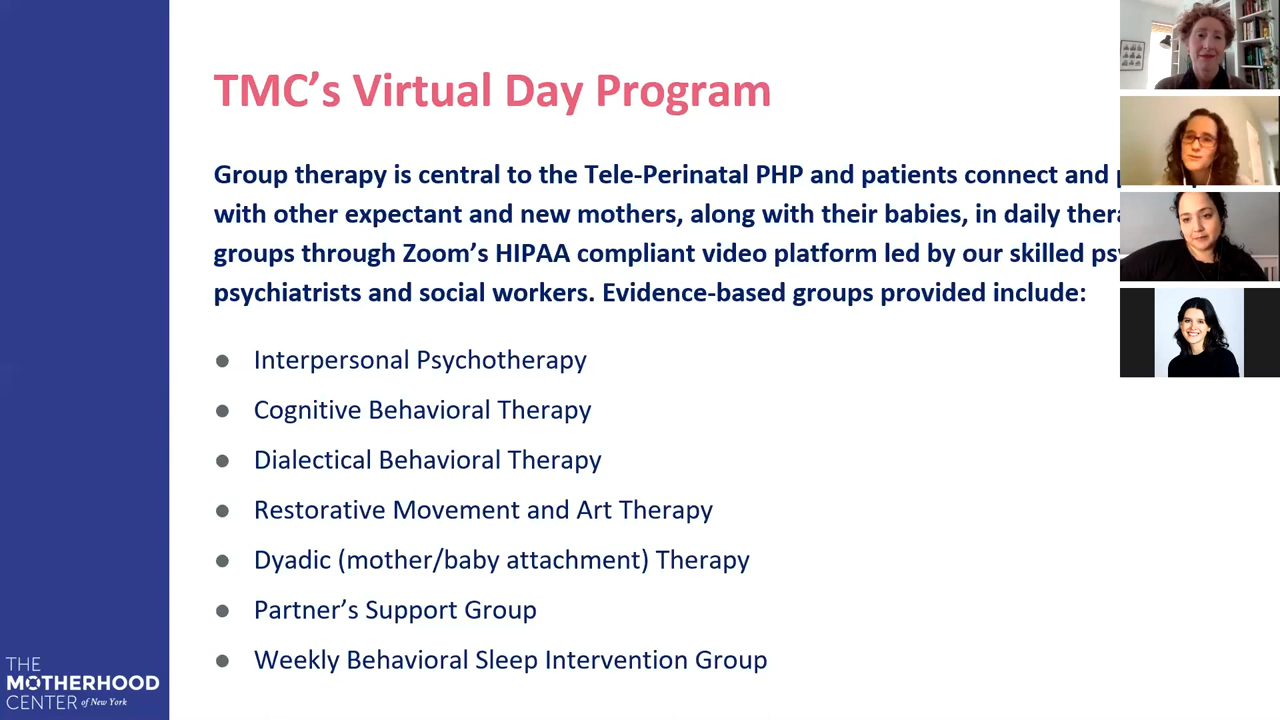 TMC’s Virtual Day Program
Group therapy is central to the Tele-Perinatal PHP and patients connect and
with other expectant and new mothers, along with their babies, in daily
groups through Zoom’s HIPAA compliant video platform led by our skilled
psychiatrists and social workers. Evidence-based groups provided include:
● Interpersonal Psychotherapy
● Cognitive Behavioral Therapy
● Dialectical Behavioral Therapy
● Restorative Movement and Art Therapy
● Dyadic (mother/baby attachment) Therapy
● Partner’s Support Group
● Weekly Behavioral Sleep Intervention Group
THE
MOTHERHOOD
CENTER of New York